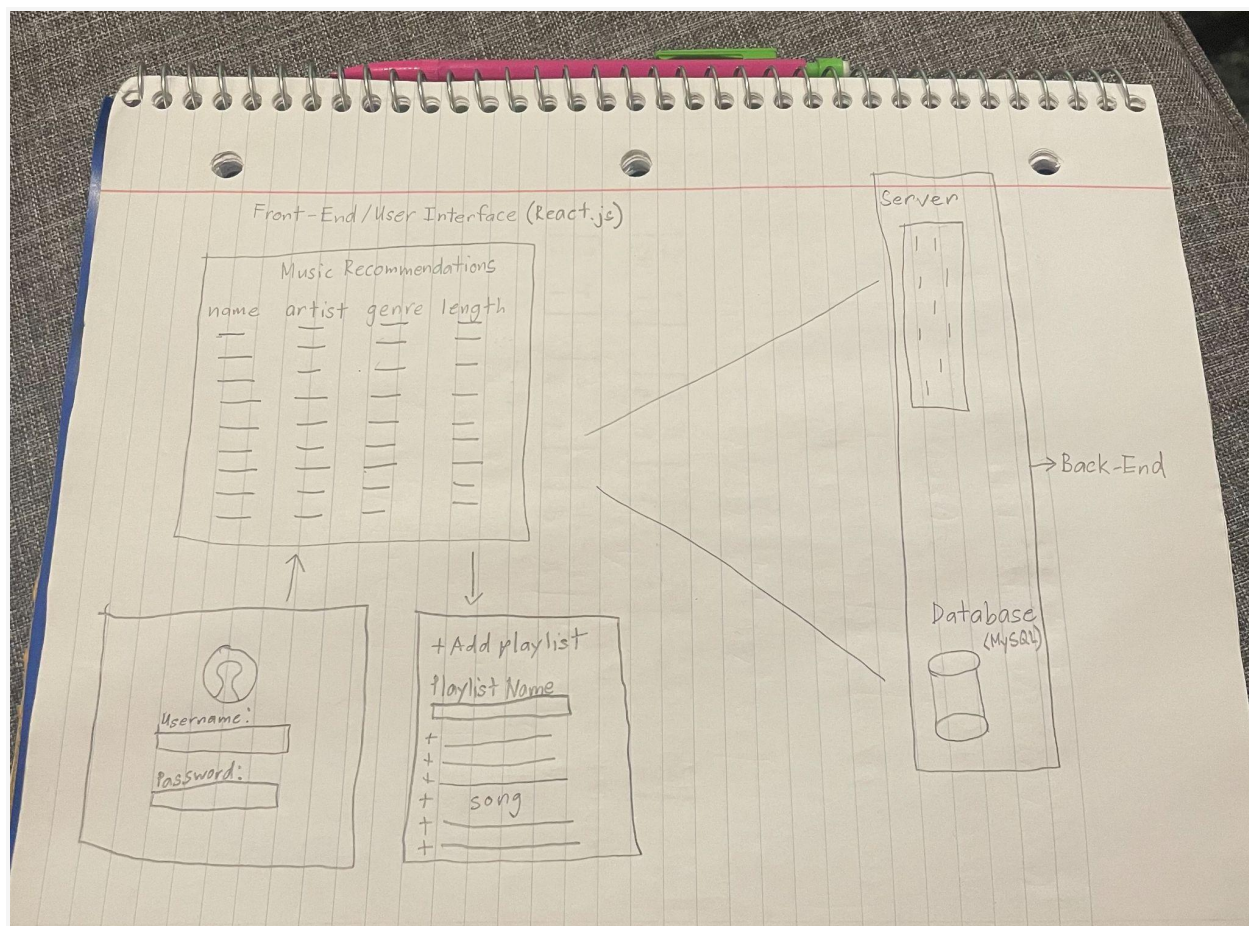 Front-End/User Interface (React.js)
Music Recommendations
name artist genre length
Username:
Password:
+Add playlist
Playlist Name
+
+
+
+ song
+
+
Server
Back-End
Database
(MySQL)